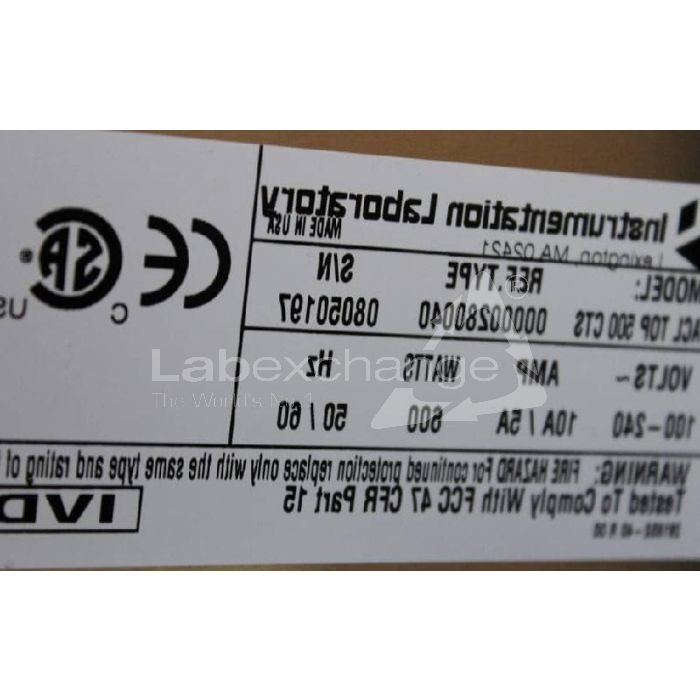 Instrumentation Laboratory
Lexington, MA 02421 MADE IN USA
MODEL: REF.TYPE S/N
ACL TOP 500 CTS 00000280040 08050197
VOLTS~ AMP WATTS Hz
100-240 10A / 5A 600 50 / 60
WARNING: FIRE HAZARD For continued protection replace only with the same type and rating of
Tested To Comply With FCC 47 CFR Part 15
CE
C SA ® US
IVD
Labexchange ®
The World's No. 1